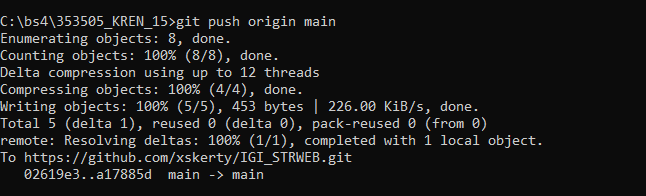 C:\bs4\353505_KREN_15>git push origin main
Enumerating objects: 8, done.
Counting objects: 100% (8/8), done.
Delta compression using up to 12 threads
Compressing objects: 100% (4/4), done.
Writing objects: 100% (5/5), 453 bytes | 226.00 KiB/s, done.
Total 5 (delta 1), reused 0 (delta 0), pack-reused 0 (from 0)
remote: Resolving deltas: 100% (1/1), completed with 1 local object.
To https://github.com/xskerty/IGI_STRWEB.git
   02619e3..a17885d  main -> main